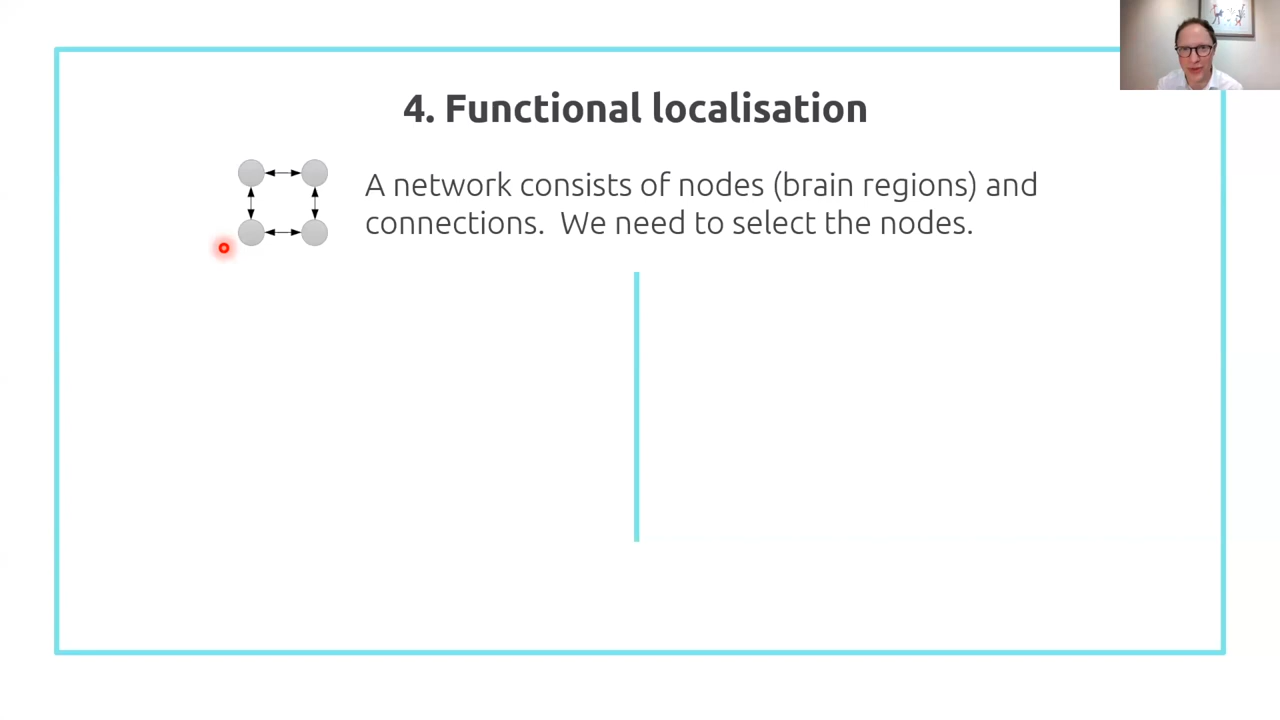 4. Functional localisation
A network consists of nodes (brain regions) and
connections.  We need to select the nodes.